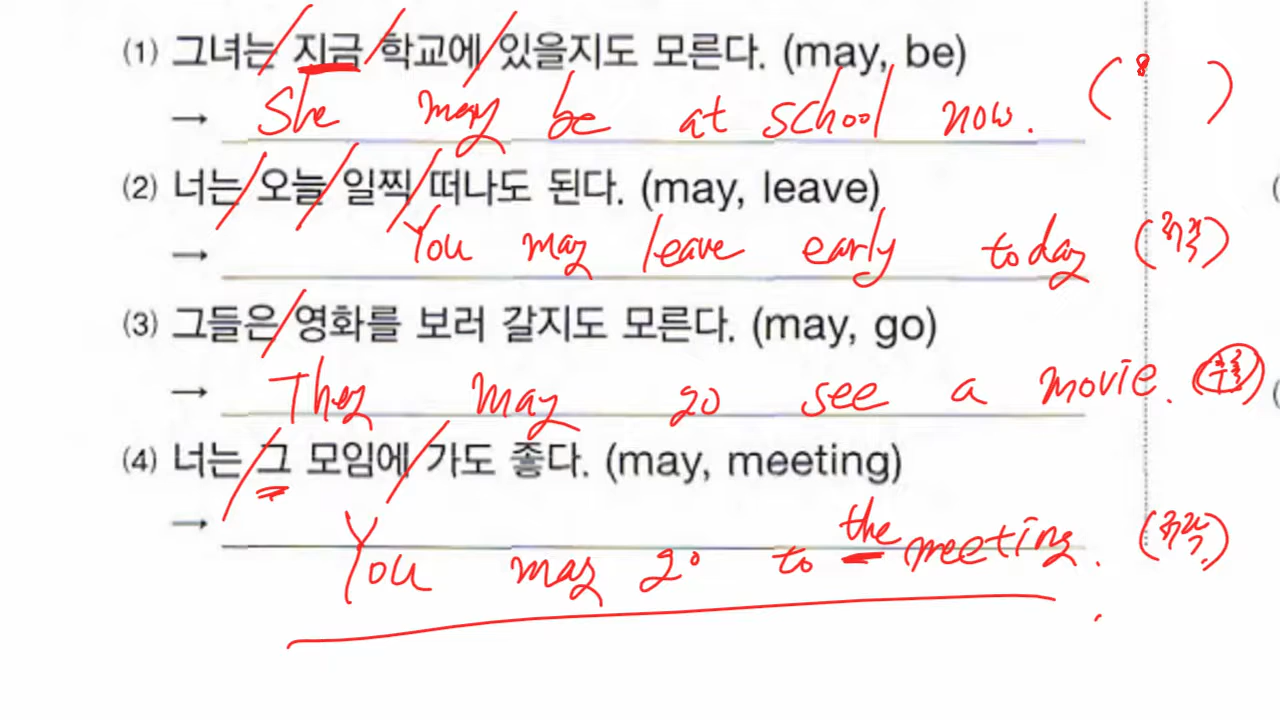 (1) 그녀는 지금 학교에 있을지도 모른다. (may, be)
→ She may be at school now. ( )
(2) 너는 오늘 일찍 떠나도 된다. (may, leave)
→ You may leave early today
(3) 그들은 영화를 보러 갈지도 모른다. (may, go)
→ They may go see a movie.
(4) 너는 그 모임에 가도 좋다. (may, meeting)
→ You may go to the meeting.